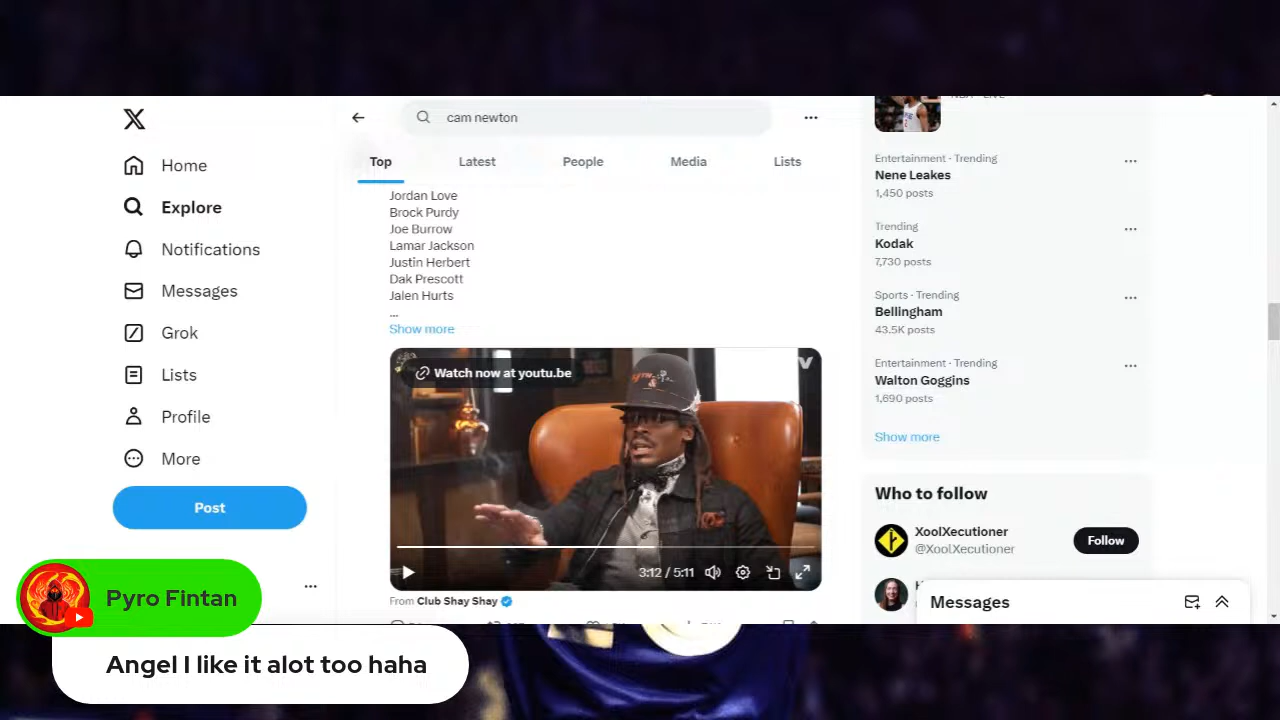 cam newton
Home
Explore
Notifications
Messages
Grok
Lists
Profile
More
Post
Top
Latest
People
Media
Lists
Jordan Love
Brock Purdy
Joe Burrow
Lamar Jackson
Justin Herbert
Dak Prescott
Jalen Hurts
...
Show more
Watch now at youtu.be
3:12 / 5:11
From Club Shay Shay
Entertainment · Trending
Nene Leakes
1,450 posts
Trending
Kodak
7,730 posts
Sports · Trending
Bellingham
43.5K posts
Entertainment · Trending
Walton Goggins
1,690 posts
Show more
Who to follow
XoolXecutioner
@XoolXecutioner
Follow
Messages
Pyro Fintan
Angel I like it alot too haha